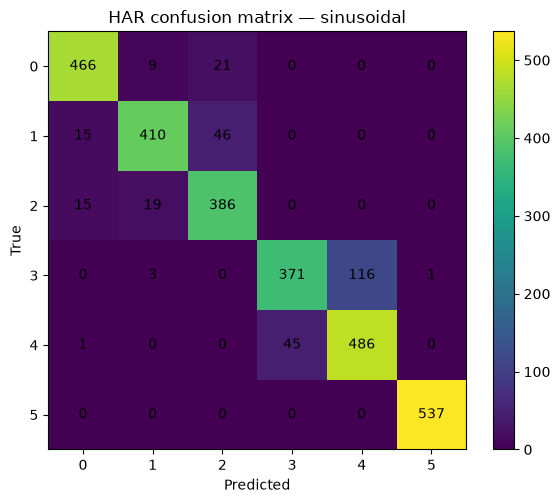 HAR confusion matrix — sinusoidal
0 466 9 21 0 0 0
1 15 410 46 0 0 0
2 15 19 386 0 0 0
3 0 3 0 371 116 1
4 1 0 0 45 486 0
5 0 0 0 0 0 537
0 1 2 3 4 5
Predicted
True
500
400
300
200
100
0